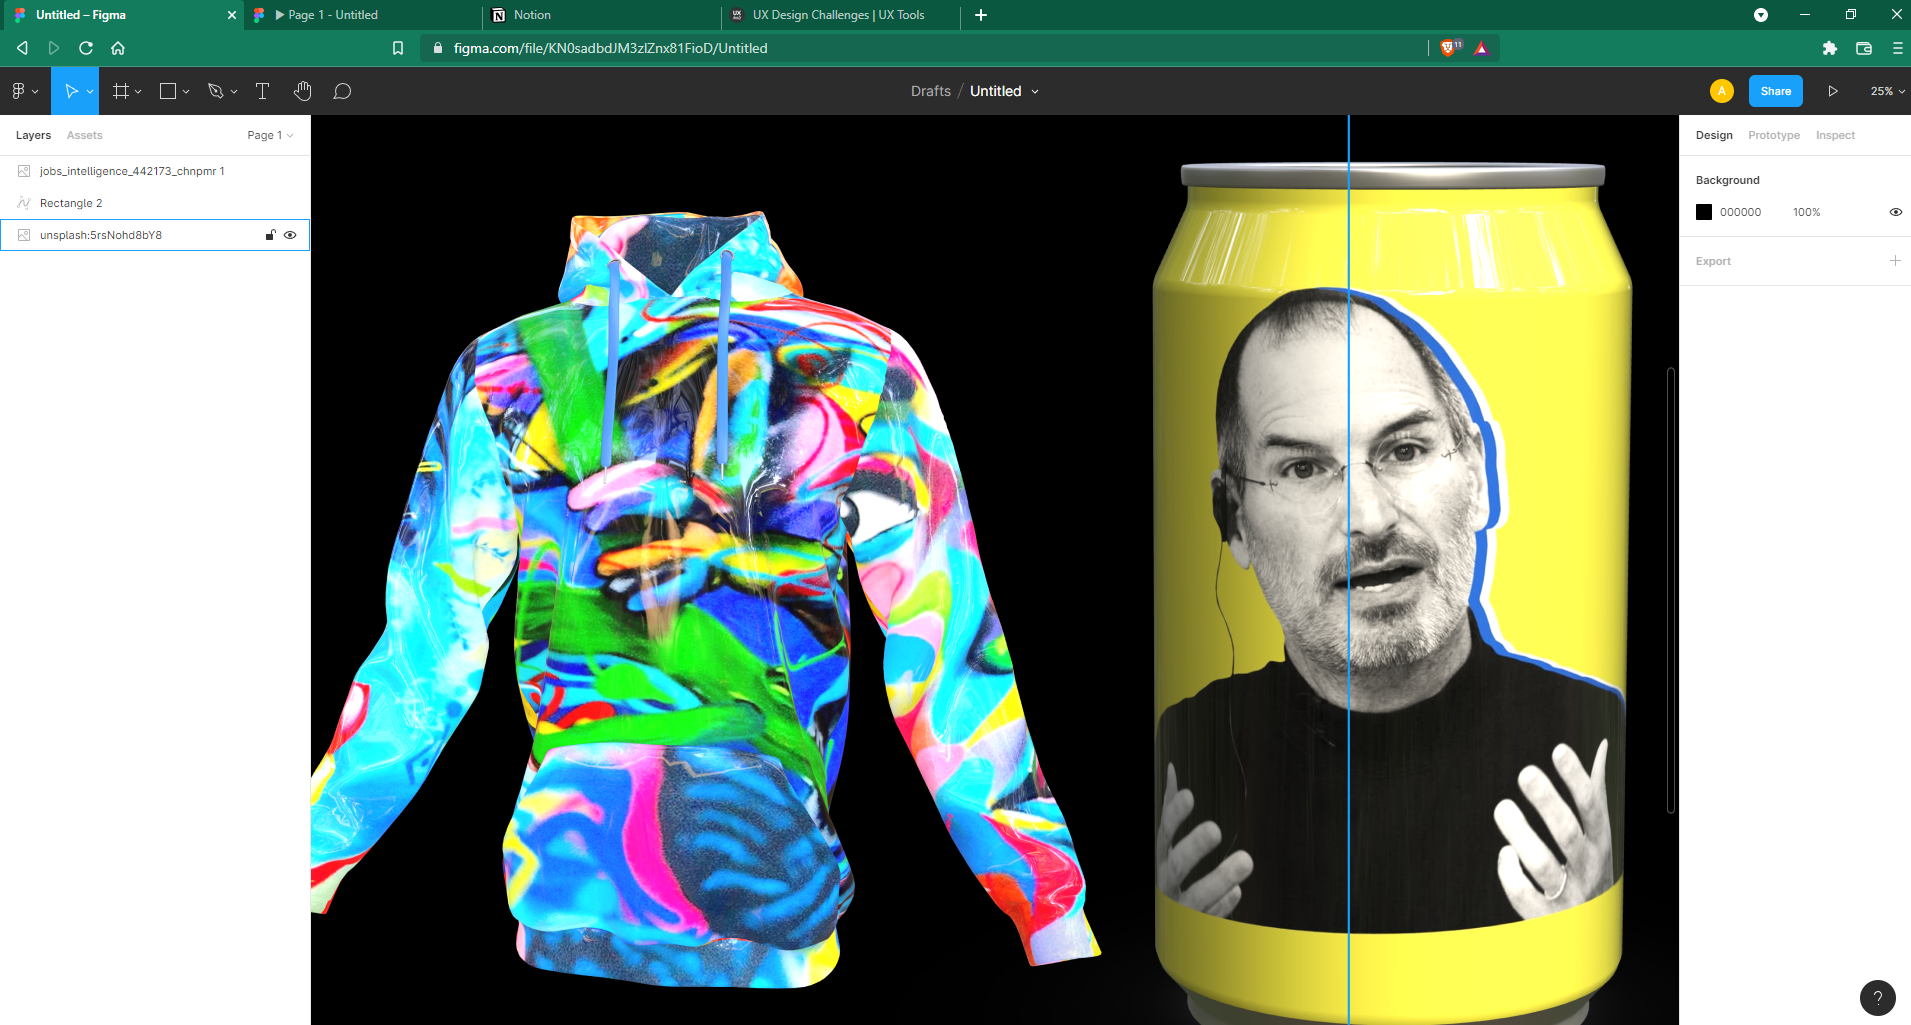 Untitled – Figma
Page 1 - Untitled
Notion
UX Design Challenges | UX Tools
figma.com/file/KN0sadbdJM3zlZnx81FioD/Untitled
11
Drafts / Untitled
A
Share
25%
Layers
Assets
Page 1
Design
Prototype
Inspect
jobs_intelligence_442173_chnpmr 1
Rectangle 2
unsplash:5rsNohd8bY8
Background
000000
100%
Export
?